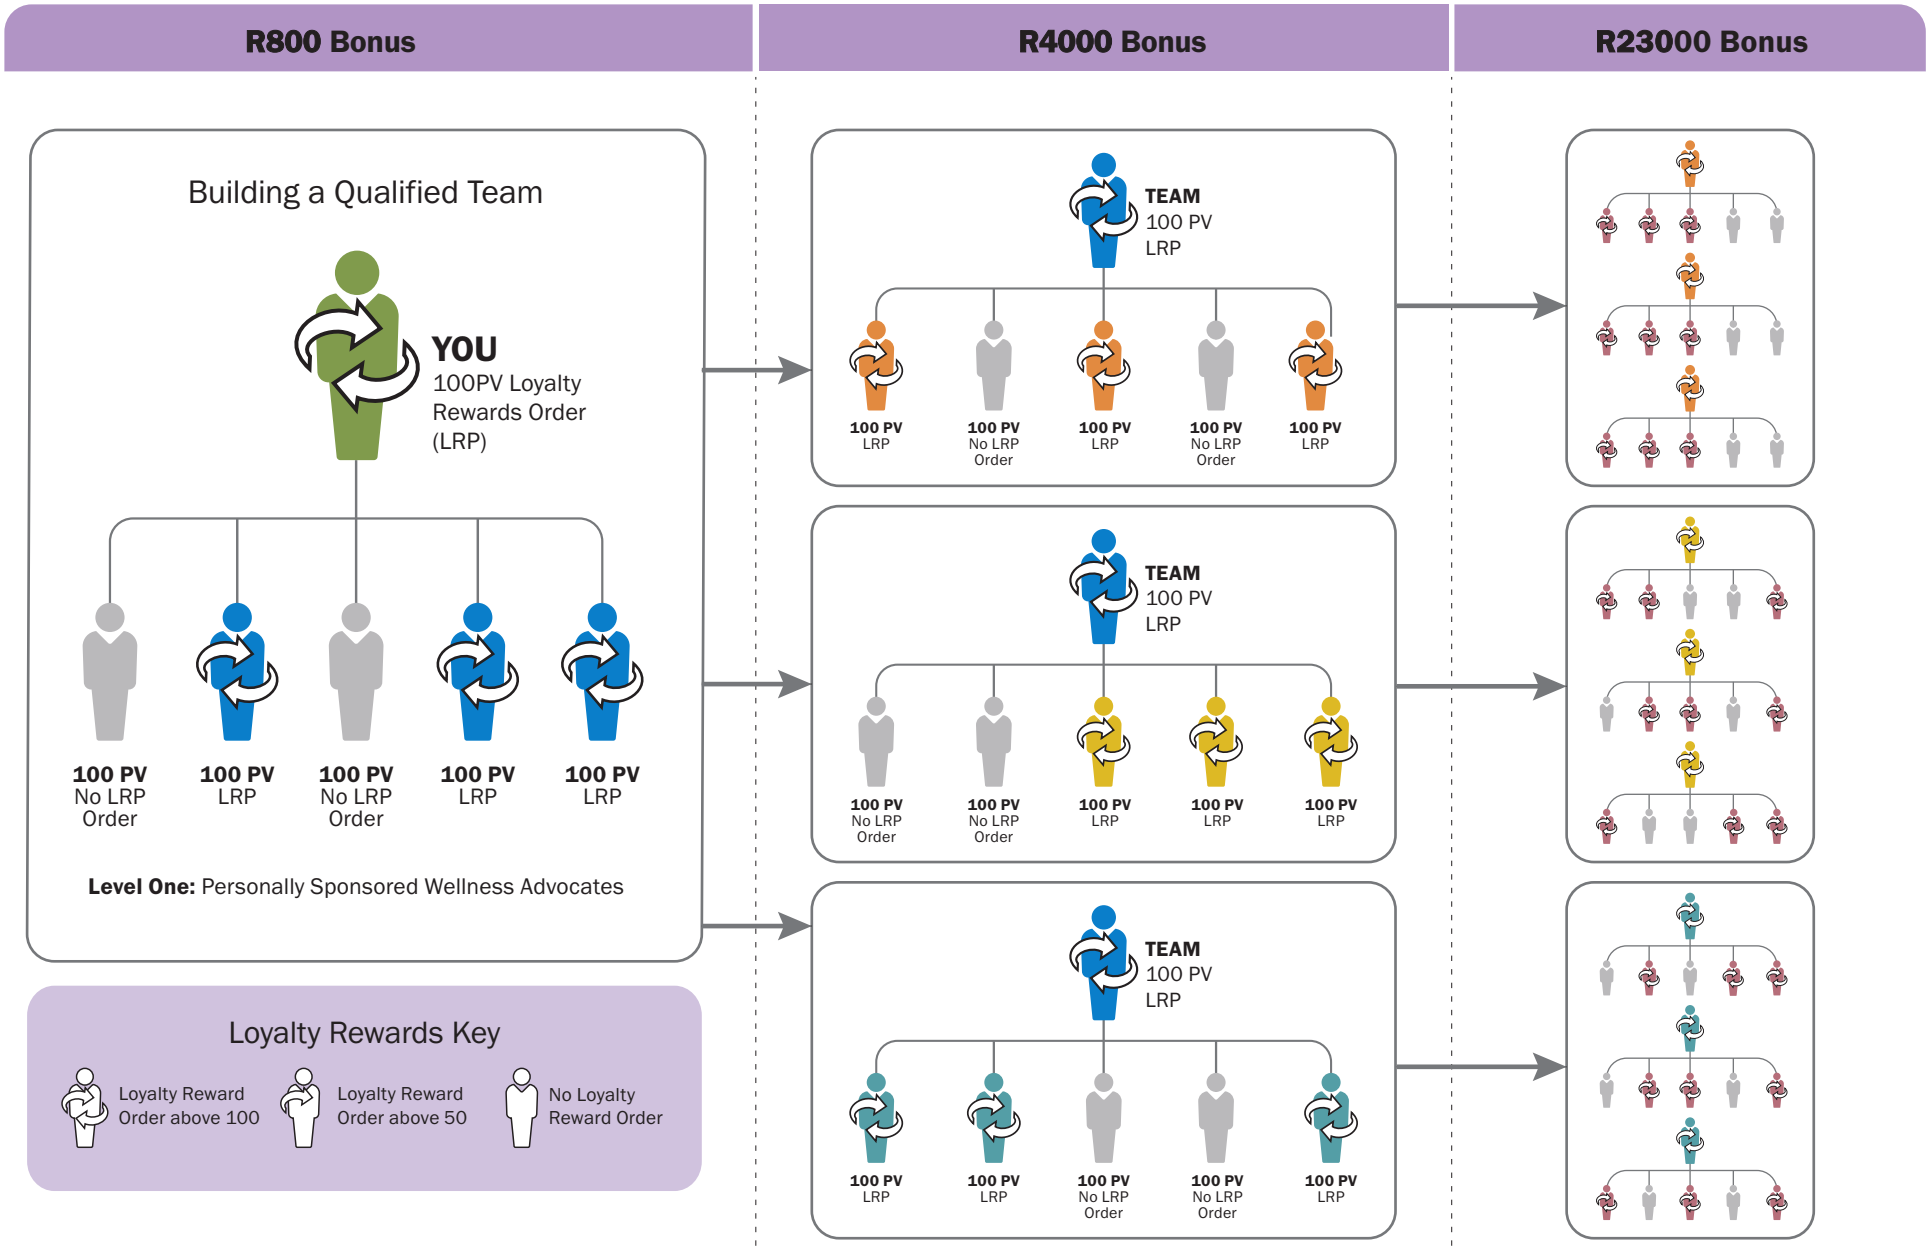 R800 Bonus
R4000 Bonus
R23000 Bonus
Building a Qualified Team
YOU
100PV Loyalty
Rewards Order
(LRP)
100 PV
No LRP
Order
100 PV
LRP
100 PV
No LRP
Order
100 PV
LRP
100 PV
LRP
Level One: Personally Sponsored Wellness Advocates
Loyalty Rewards Key
Loyalty Reward
Order above 100
Loyalty Reward
Order above 50
No Loyalty
Reward Order
TEAM
100 PV
LRP
100 PV
LRP
100 PV
No LRP
Order
100 PV
LRP
100 PV
No LRP
Order
100 PV
LRP
TEAM
100 PV
LRP
100 PV
No LRP
Order
100 PV
No LRP
Order
100 PV
LRP
100 PV
LRP
100 PV
LRP
TEAM
100 PV
LRP
100 PV
LRP
100 PV
LRP
100 PV
No LRP
Order
100 PV
No LRP
Order
100 PV
LRP